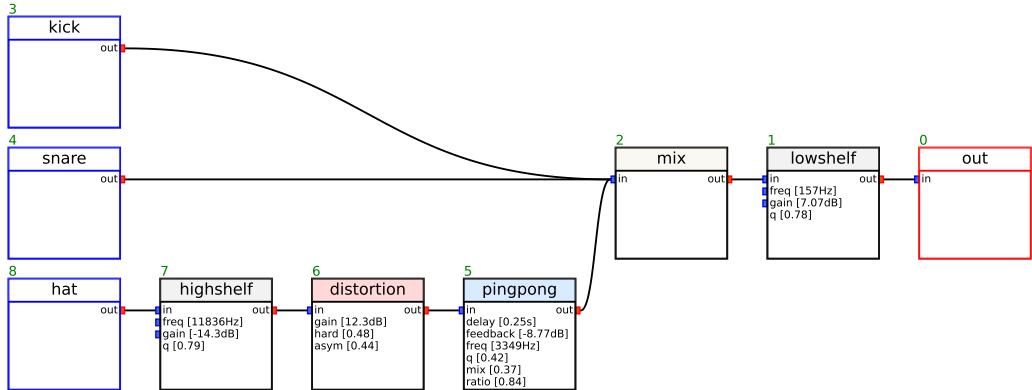 3
kick
out
4
snare
out
8
hat
out
7
highshelf
in out
freq [11836Hz]
gain [-14.3dB]
q [0.79]
6
distortion
in out
gain [12.3dB]
hard [0.48]
asym [0.44]
5
pingpong
in out
delay [0.25s]
feedback [-8.77dB]
freq [3349Hz]
q [0.42]
mix [0.37]
ratio [0.84]
2
mix
in out
1
lowshelf
in out
freq [157Hz]
gain [7.07dB]
q [0.78]
0
out
in